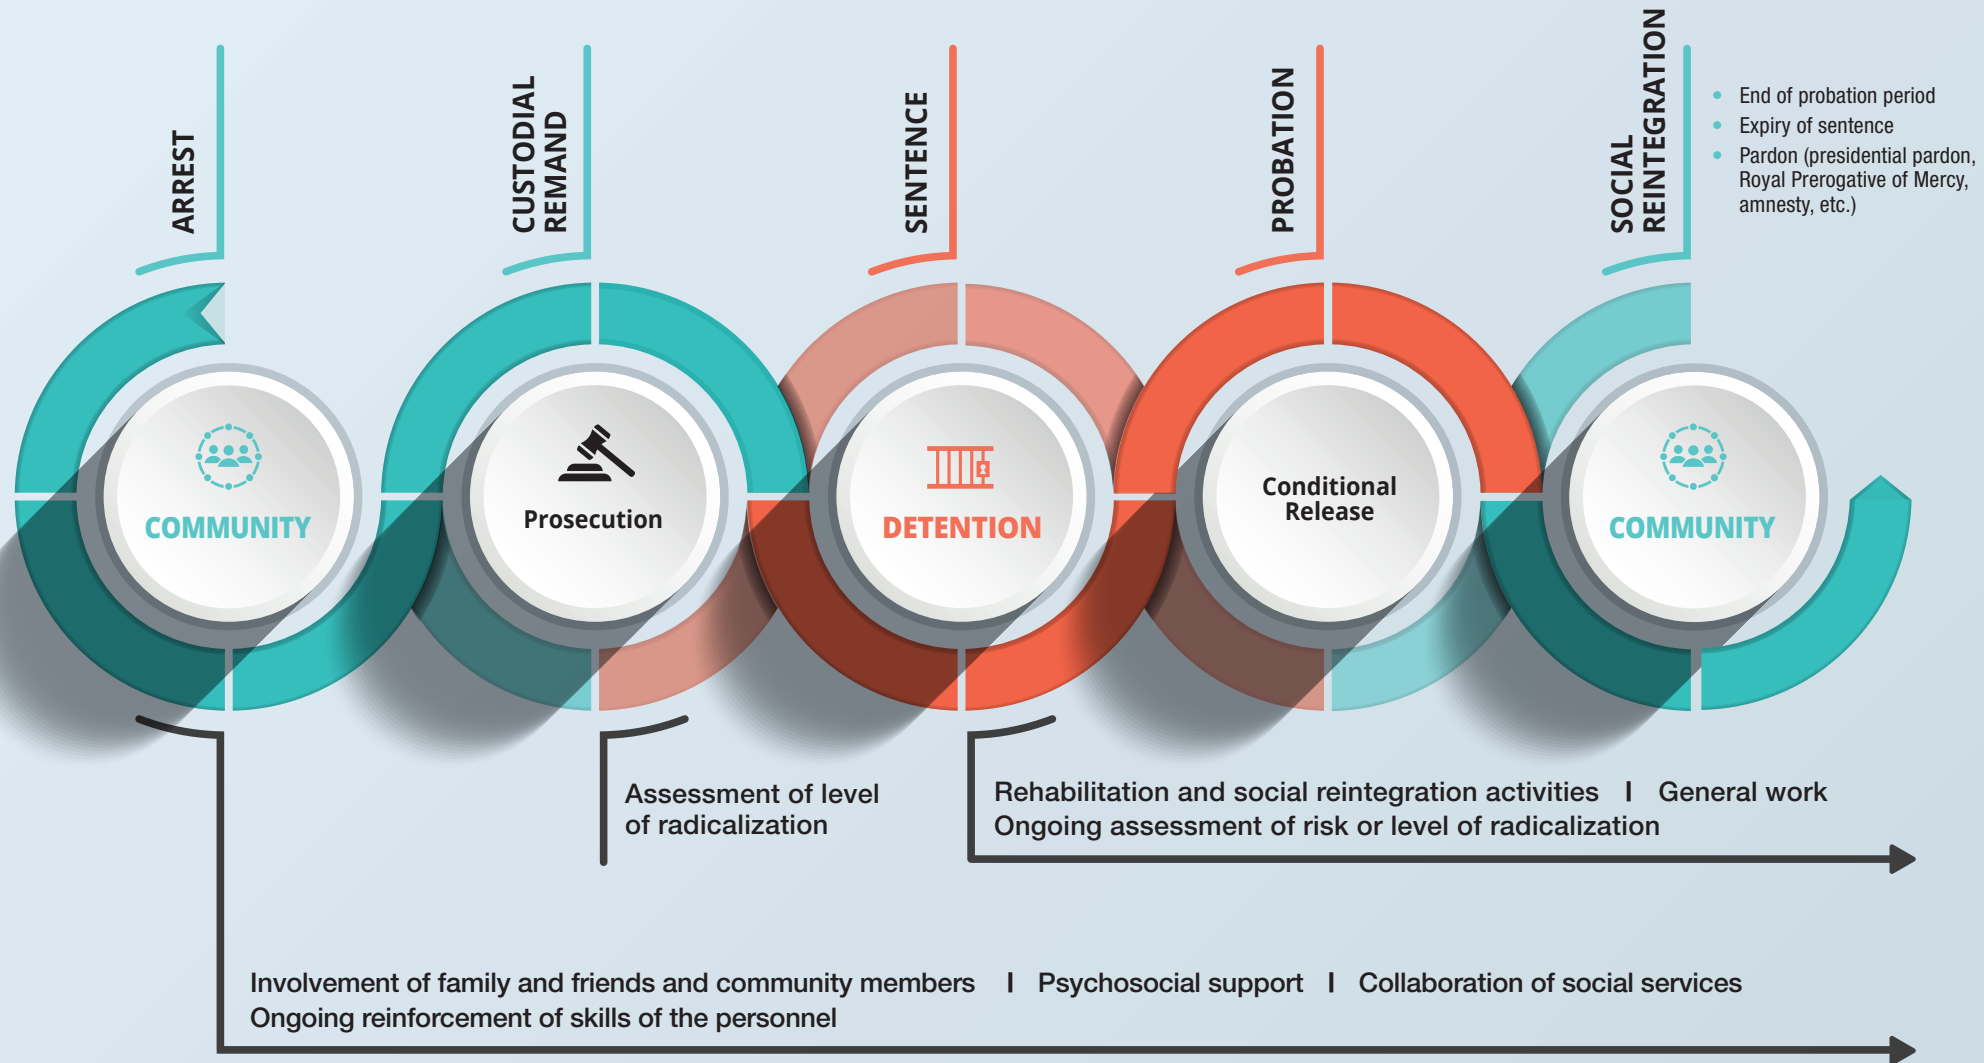 ARREST
CUSTODIAL
REMAND
SENTENCE
PROBATION
SOCIAL
REINTEGRATION
• End of probation period
• Expiry of sentence
• Pardon (presidential pardon,
Royal Prerogative of Mercy,
amnesty, etc.)
COMMUNITY
Prosecution
DETENTION
Conditional
Release
COMMUNITY
Assessment of level
of radicalization
Rehabilitation and social reintegration activities I General work
Ongoing assessment of risk or level of radicalization
Involvement of family and friends and community members I Psychosocial support I Collaboration of social services
Ongoing reinforcement of skills of the personnel